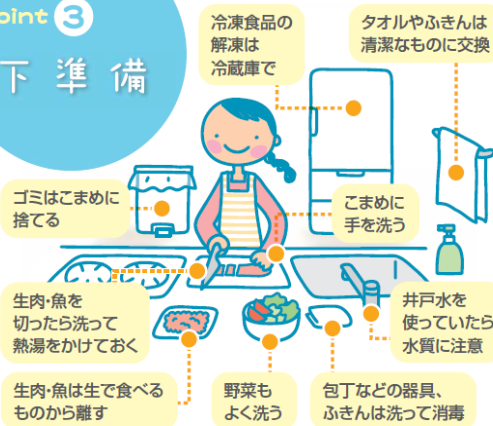 point 3
下準備
冷凍食品の
解凍は
冷蔵庫で
タオルやふきんは
清潔なものに交換
ゴミはこまめに
捨てる
こまめに
手を洗う
生肉・魚を
切ったら洗って
熱湯をかけておく
井戸水を
使っていたら
水質に注意
生肉・魚は生で食べる
ものから離す
野菜も
よく洗う
包丁などの器具、
ふきんは洗って消毒